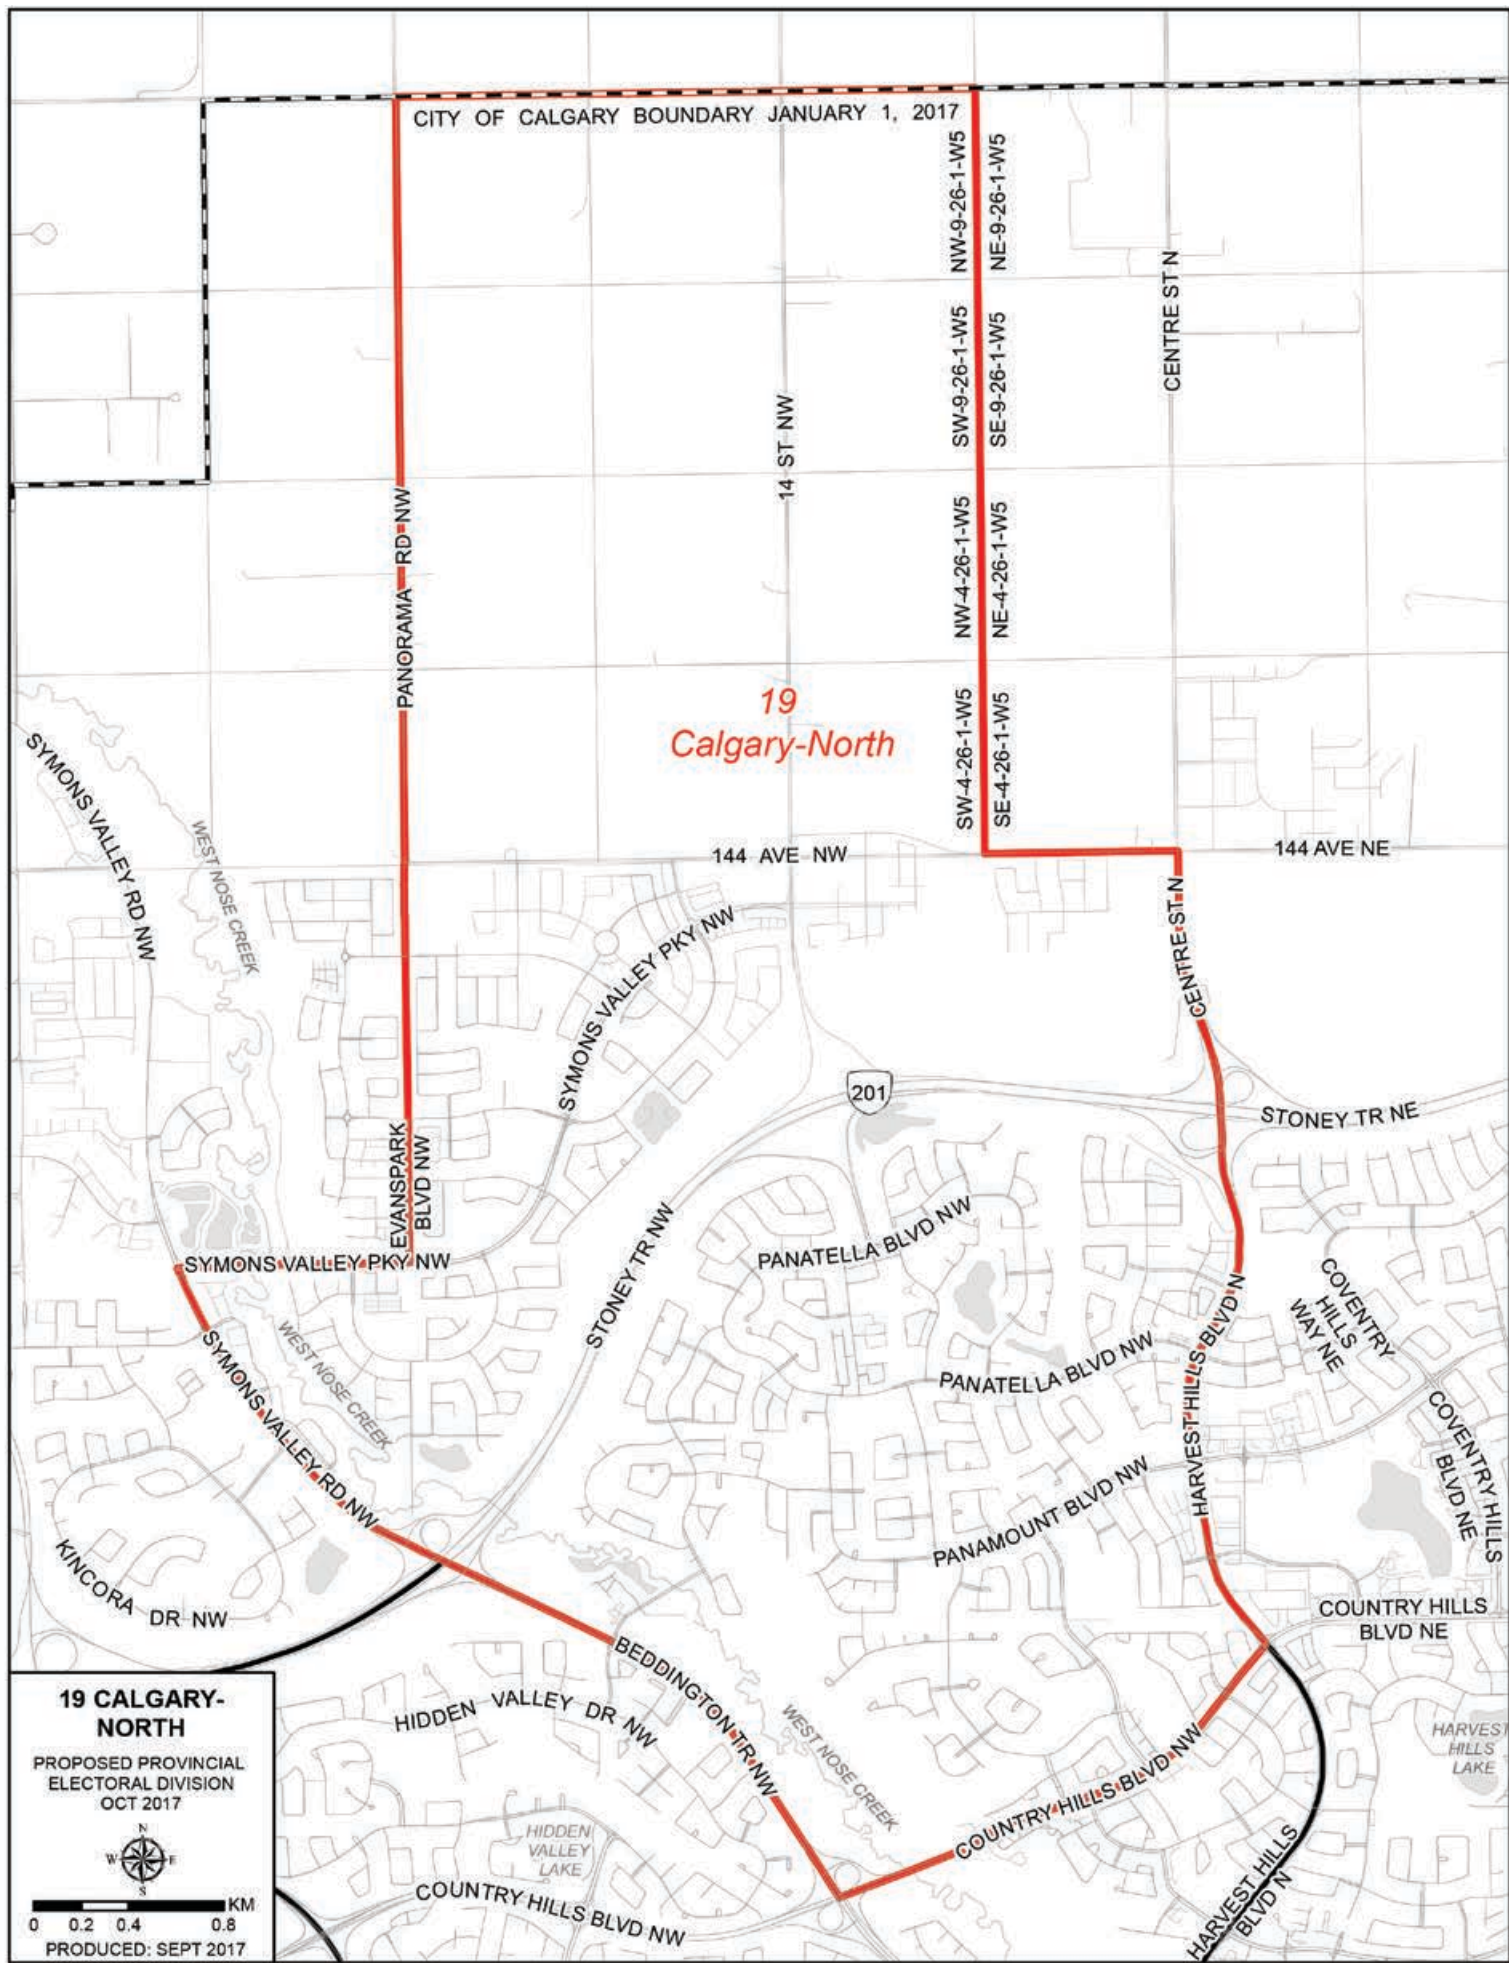 CITY OF CALGARY BOUNDARY JANUARY 1, 2017
NW-9-26-1-W5
NE-9-26-1-W5
CENTRE ST N
SW-9-26-1-W5
SE-9-26-1-W5
14 ST NW
PANORAMA RD NW
NW-4-26-1-W5
NE-4-26-1-W5
19
Calgary-North
SW-4-26-1-W5
SE-4-26-1-W5
SYMONS VALLEY RD NW
WEST NOSE CREEK
144 AVE NW
144 AVE NE
CENTRE ST N
SYMONS VALLEY PKY NW
201
STONEY TR NE
EVANSPARK
BLVD NW
SYMONS VALLEY PKY NW
STONEY TR NW
PANATELLA BLVD NW
COVENTRY
HILLS
WAY NE
HARVEST HILLS BLVD N
SYMONS VALLEY RD NW
WEST NOSE CREEK
PANATELLA BLVD NW
COVENTRY HILLS
BLVD NE
PANAMOUNT BLVD NW
KINCORA DR NW
COUNTRY HILLS
BLVD NE
BEDDINGTON TR NW
HIDDEN VALLEY DR NW
WEST NOSE CREEK
COUNTRY HILLS BLVD NW
HARVEST
HILLS
LAKE
HIDDEN
VALLEY
LAKE
COUNTRY HILLS BLVD NW
HARVEST HILLS
BLVD N
19 CALGARY-
NORTH
PROPOSED PROVINCIAL
ELECTORAL DIVISION
OCT 2017
N
W E
S
KM
0 0.2 0.4 0.8
PRODUCED: SEPT 2017